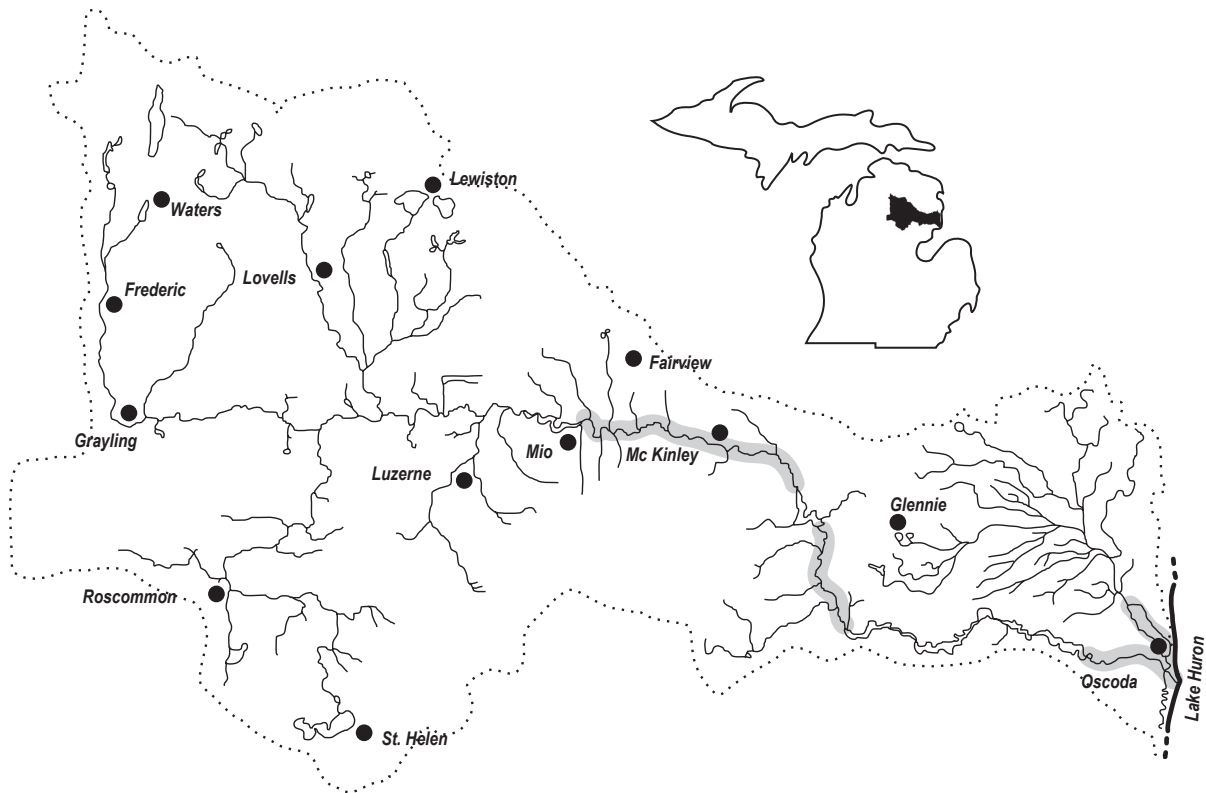 Lewiston
Waters
Lovells
Frederic
Fairview
Grayling
Mio
Mc Kinley
Luzerne
Glennie
Roscommon
Oscoda
Lake Huron
St. Helen